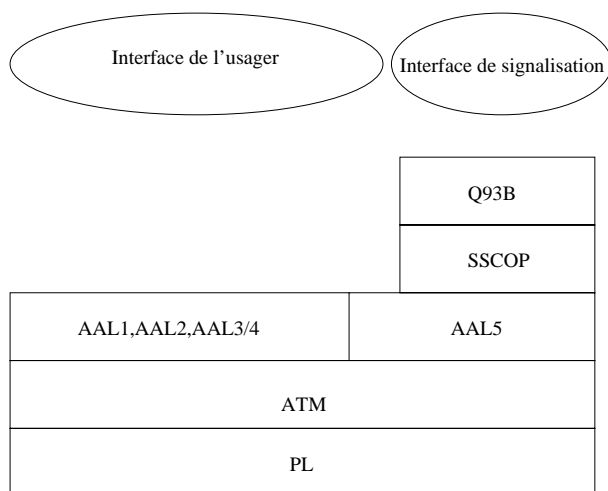 Interface de l’usager
Interface de signalisation
Q93B
SSCOP
AAL1,AAL2,AAL3/4
AAL5
ATM
PL